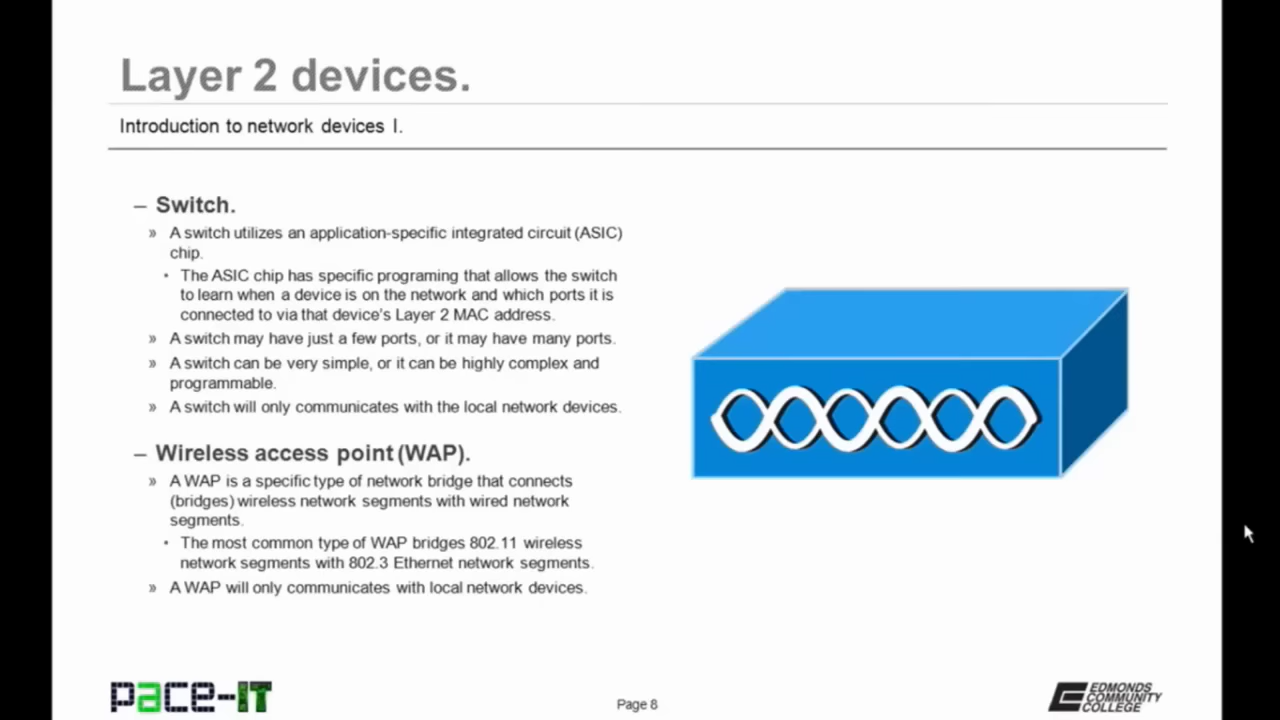 Layer 2 devices.
Introduction to network devices I.
– Switch.
» A switch utilizes an application-specific integrated circuit (ASIC)
chip.
• The ASIC chip has specific programing that allows the switch
to learn when a device is on the network and which ports it is
connected to via that device's Layer 2 MAC address.
» A switch may have just a few ports, or it may have many ports.
» A switch can be very simple, or it can be highly complex and
programmable.
» A switch will only communicates with the local network devices.
– Wireless access point (WAP).
» A WAP is a specific type of network bridge that connects
(bridges) wireless network segments with wired network
segments.
• The most common type of WAP bridges 802.11 wireless
network segments with 802.3 Ethernet network segments.
» A WAP will only communicates with local network devices.
pace-IT
Page 8
EDMONDS
COMMUNITY
COLLEGE